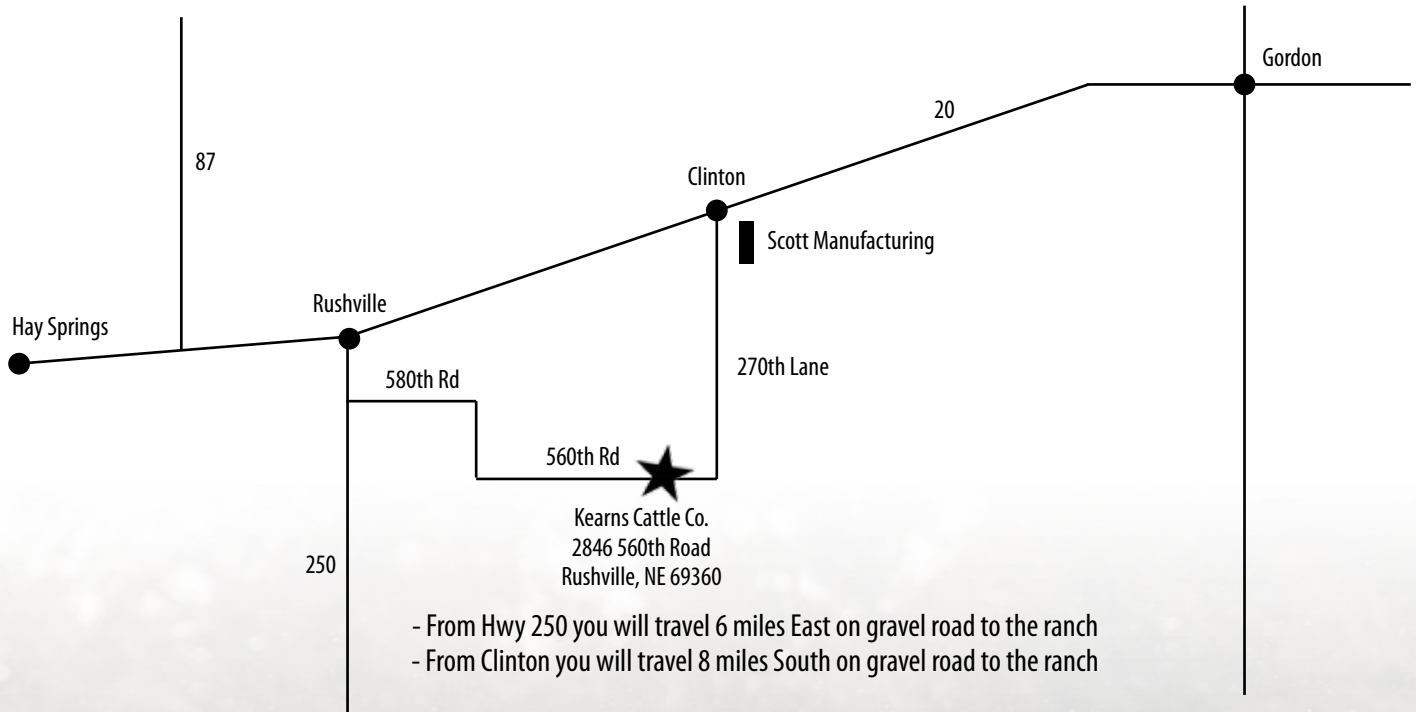 Gordon
20
87
Clinton
Scott Manufacturing
Rushville
Hay Springs
270th Lane
580th Rd
560th Rd
Kearns Cattle Co.
2846 560th Road
Rushville, NE 69360
250
- From Hwy 250 you will travel 6 miles East on gravel road to the ranch
- From Clinton you will travel 8 miles South on gravel road to the ranch